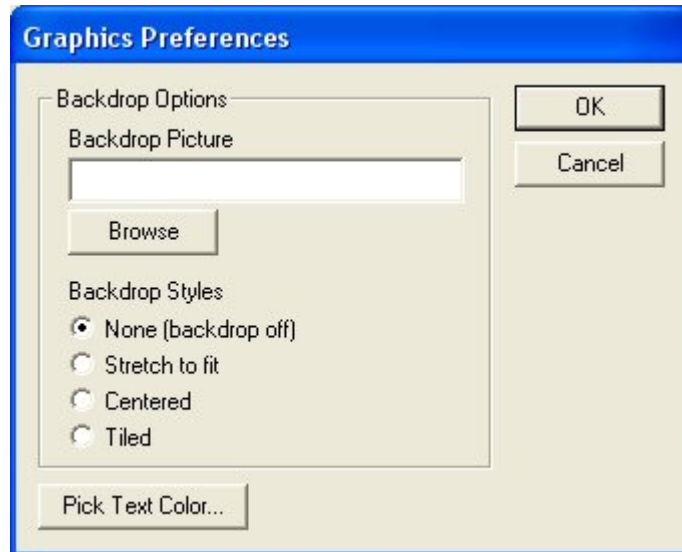 Graphics Preferences
Backdrop Options
OK
Backdrop Picture
Cancel
Browse
Backdrop Styles
None (backdrop off)
Stretch to fit
Centered
Tiled
Pick Text Color...